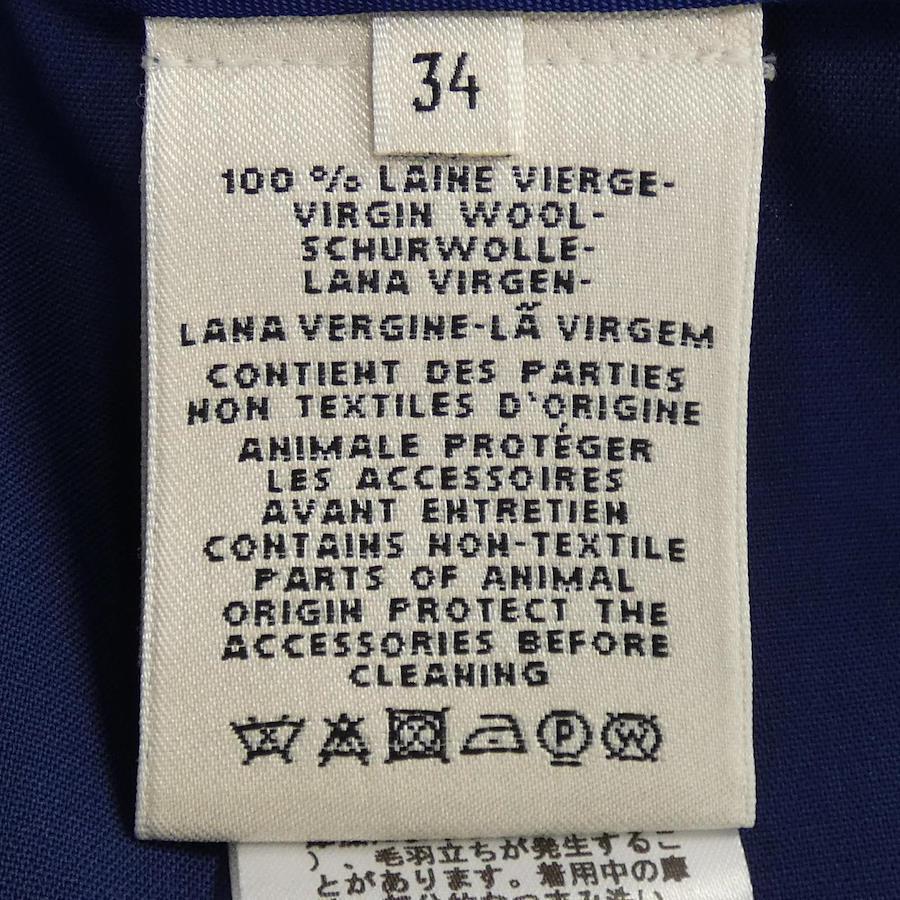 34
100 % LAINE VIERGE-
VIRGIN WOOL-
SCHURWOLLE-
LANA VIRGEN-
LANA VERGINE-LÃ VIRGEM
CONTIENT DES PARTIES
NON TEXTILES D'ORIGINE
ANIMALE PROTÉGER
LES ACCESSOIRES
AVANT ENTRETIEN
CONTAINS NON-TEXTILE
PARTS OF ANIMAL
ORIGIN PROTECT THE
ACCESSORIES BEFORE
CLEANING
P W
)、毛羽立ちが発生するこ
とがあります。着用中の摩